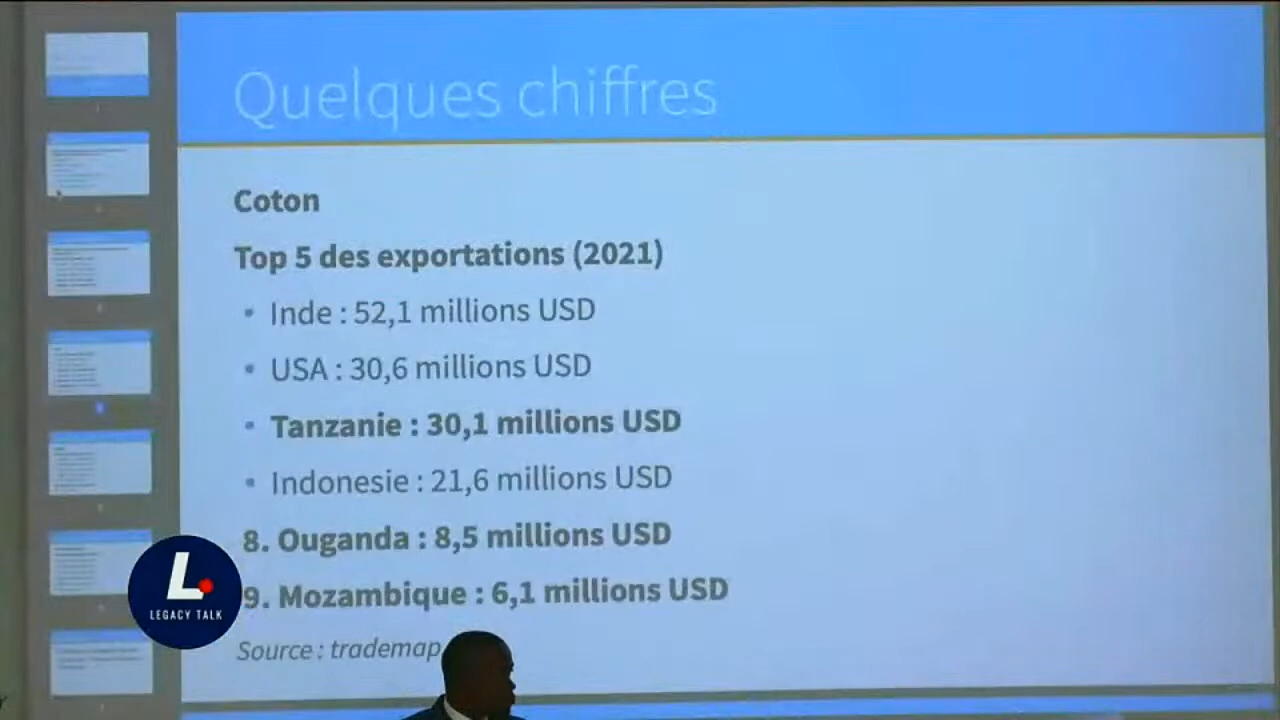 Quelques chiffres
Coton
Top 5 des exportations (2021)
• Inde : 52,1 millions USD
• USA : 30,6 millions USD
• Tanzanie : 30,1 millions USD
• Indonesie : 21,6 millions USD
8. Ouganda : 8,5 millions USD
9. Mozambique : 6,1 millions USD
Source : trademap
L.
LEGACY TALK